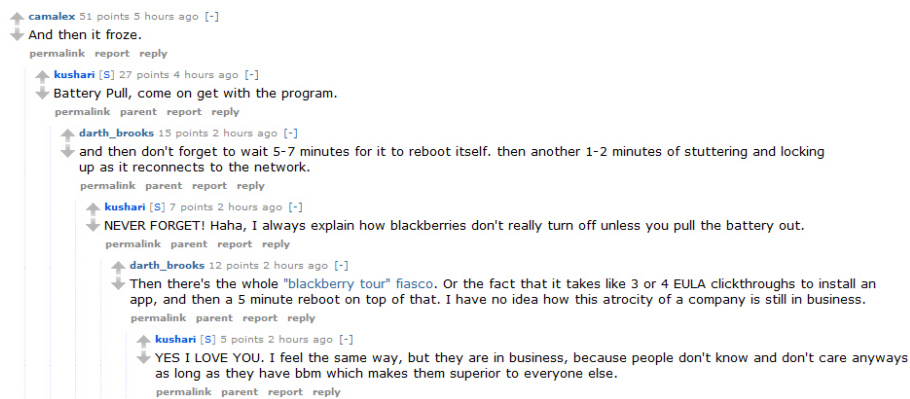 camalex 51 points 5 hours ago [-]
And then it froze.
permalink report reply
kushari [S] 27 points 4 hours ago [-]
Battery Pull, come on get with the program.
permalink parent report reply
darth_brooks 15 points 2 hours ago [-]
and then don't forget to wait 5-7 minutes for it to reboot itself. then another 1-2 minutes of stuttering and locking
up as it reconnects to the network.
permalink parent report reply
kushari [S] 7 points 2 hours ago [-]
NEVER FORGET! Haha, I always explain how blackberries don't really turn off unless you pull the battery out.
permalink parent report reply
darth_brooks 12 points 2 hours ago [-]
Then there's the whole "blackberry tour" fiasco. Or the fact that it takes like 3 or 4 EULA clickthroughs to install an
app, and then a 5 minute reboot on top of that. I have no idea how this atrocity of a company is still in business.
permalink parent report reply
kushari [S] 5 points 2 hours ago [-]
YES I LOVE YOU. I feel the same way, but they are in business, because people don't know and don't care anyways
as long as they have bbm which makes them superior to everyone else.
permalink parent report reply